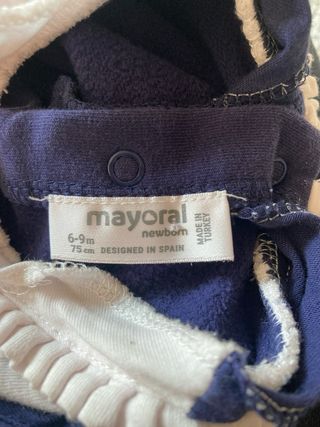 mayoral
newborn
6-9m
75 cm DESIGNED IN SPAIN
MADE IN
TURKEY